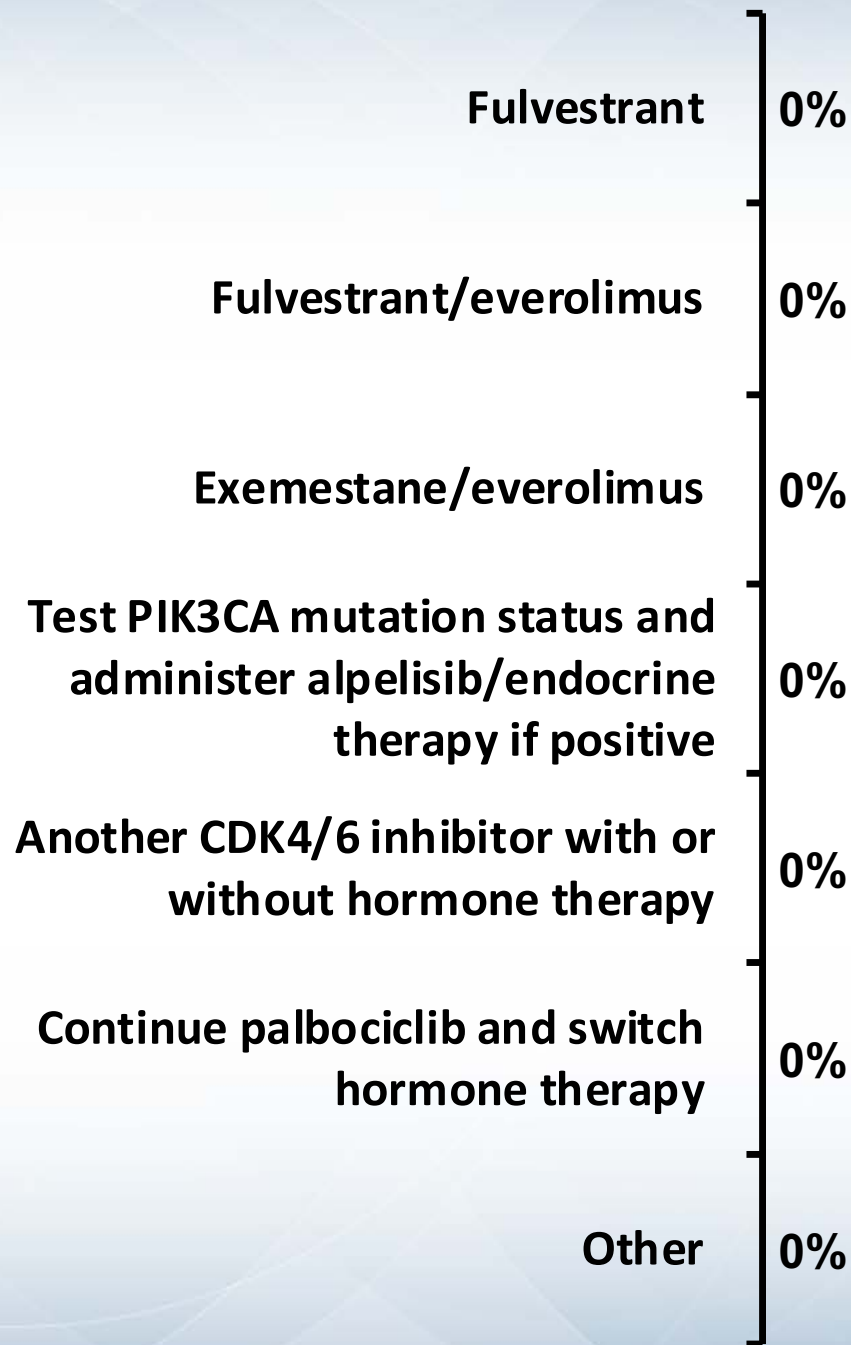 Fulvestrant 0%
Fulvestrant/everolimus 0%
Exemestane/everolimus 0%
Test PIK3CA mutation status and
administer alpelisib/endocrine 0%
therapy if positive
Another CDK4/6 inhibitor with or
without hormone therapy 0%
Continue palbociclib and switch
hormone therapy 0%
Other 0%